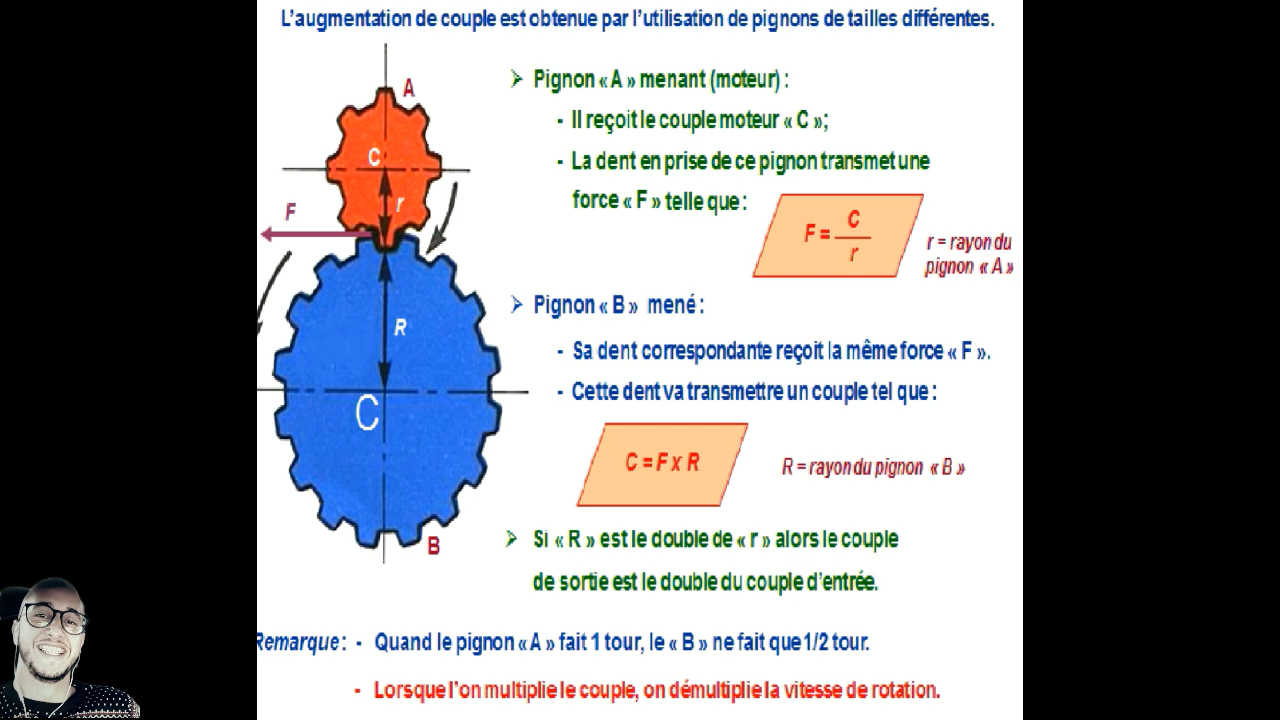 L'augmentation de couple est obtenue par l'utilisation de pignons de tailles différentes.
A
➢ Pignon « A » menant (moteur) :
- Il reçoit le couple moteur « C »;
C
- La dent en prise de ce pignon transmet une
force « F » telle que :
r
F
F = C / r
r = rayon du
pignon « A »
➢ Pignon « B » mené :
R
- Sa dent correspondante reçoit la même force « F ».
- Cette dent va transmettre un couple tel que :
C
C = F x R
R = rayon du pignon « B »
➢ Si « R » est le double de « r » alors le couple
de sortie est le double du couple d'entrée.
B
Remarque : - Quand le pignon « A » fait 1 tour, le « B » ne fait que 1/2 tour.
- Lorsque l'on multiplie le couple, on démultiplie la vitesse de rotation.